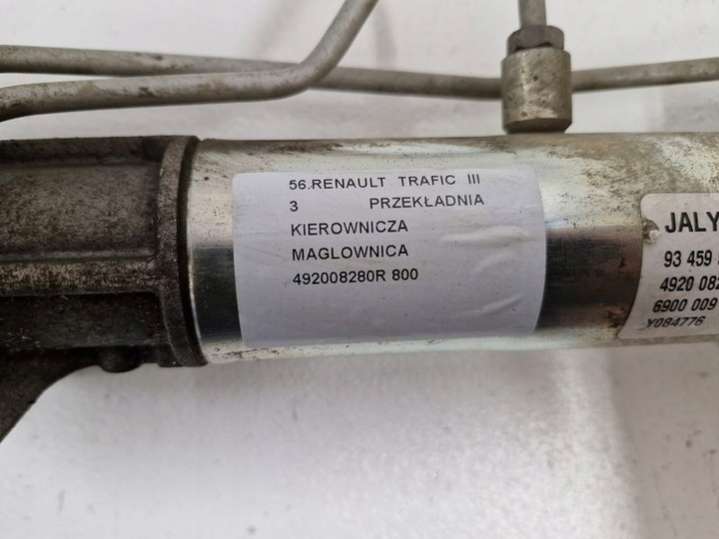 56.RENAULT TRAFIC III
3 PRZEKŁADNIA
KIEROWNICZA
MAGLOWNICA
492008280R 800
JALY
93 459
4920 082
6900 009
Y084776